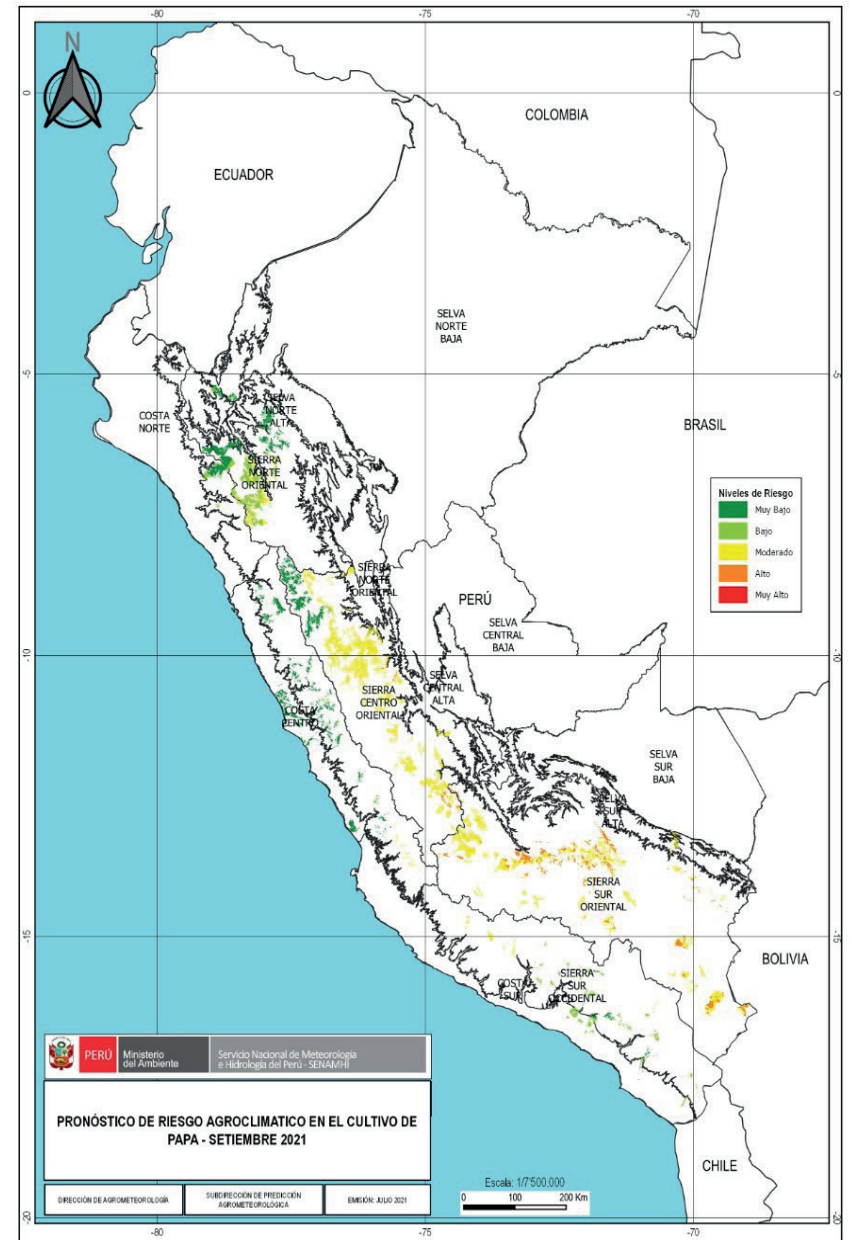 -80
-75
-70
N
0
0
COLOMBIA
ECUADOR
SELVA
NORTE
BAJA
-5
-5
COSTA
NORTE
SELVA
NORTE
ALTA
BRASIL
SIERRA
NORTE
ORIENTAL
Niveles de Riesgo
Muy Bajo
Bajo
Moderado
Alto
Muy Alto
SIERRA
NORTE
ORIENTAL
PERÚ
SELVA
CENTRAL
BAJA
-10
-10
SELVA
CENTRAL
ALTA
SIERRA
CENTRO
ORIENTAL
COSTA
CENTRO
SELVA
SUR
BAJA
SELVA
SUR
ALTA
SIERRA
SUR
ORIENTAL
-15
-15
BOLIVIA
COSTA
SUR
SIERRA
SUR
OCCIDENTAL
PERÚ
Ministerio
del Ambiente
Servicio Nacional de Meteorología
e Hidrología del Perú - SENAMHI
PRONÓSTICO DE RIESGO AGROCLIMATICO EN EL CULTIVO DE
PAPA - SETIEMBRE 2021
DIRECCIÓN DE AGROMETEOROLOGÍA
SUBDIRECCIÓN DE PREDICCIÓN
AGROMETEOROLÓGICA
EMISIÓN: JULIO 2021
Escala: 1/7'500,000
0 100 200 Km
CHILE
-20
-20
-80
-75
-70